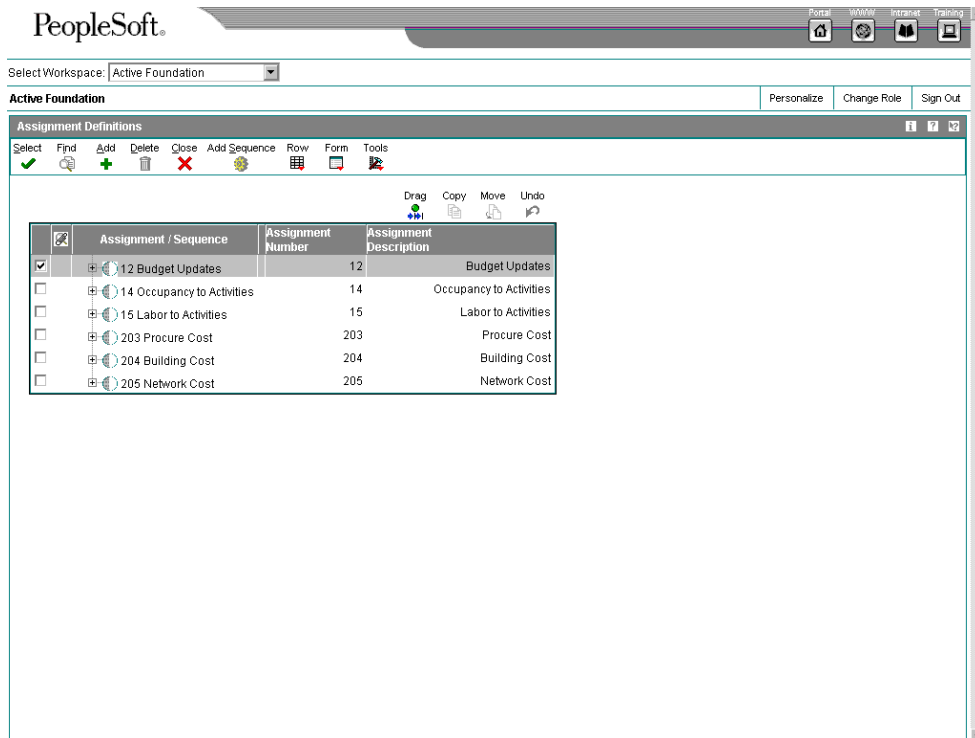 PeopleSoft®
Portal WWW Intranet Training
Select Workspace: Active Foundation
Active Foundation Personalize Change Role Sign Out
Assignment Definitions i ? ?
Select Find Add Delete Close Add Sequence Row Form Tools
Drag Copy Move Undo
Assignment / Sequence Assignment Number Assignment Description
12 Budget Updates 12 Budget Updates
14 Occupancy to Activities 14 Occupancy to Activities
15 Labor to Activities 15 Labor to Activities
203 Procure Cost 203 Procure Cost
204 Building Cost 204 Building Cost
205 Network Cost 205 Network Cost